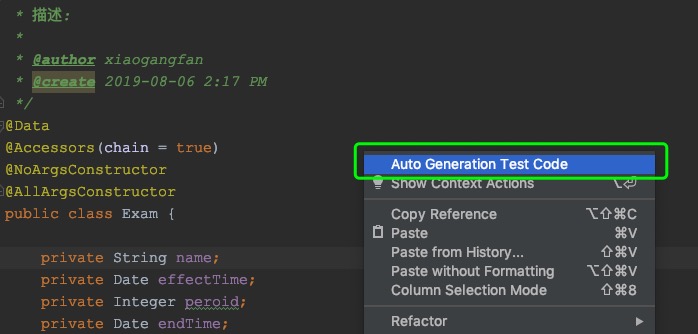 * 描述:
*
* @author xiaogangfan
* @create 2019-08-06 2:17 PM
*/
@Data
@Accessors(chain = true)
@NoArgsConstructor
@AllArgsConstructor
public class Exam {
private String name;
private Date effectTime;
private Integer peroid;
private Date endTime;
Auto Generation Test Code
Show Context Actions ⌥⏎
Copy Reference ⌥⇧⌘C
Paste ⌘V
Paste from History... ⇧⌘V
Paste without Formatting ⌥⇧⌘V
Column Selection Mode ⇧⌘8
Refactor